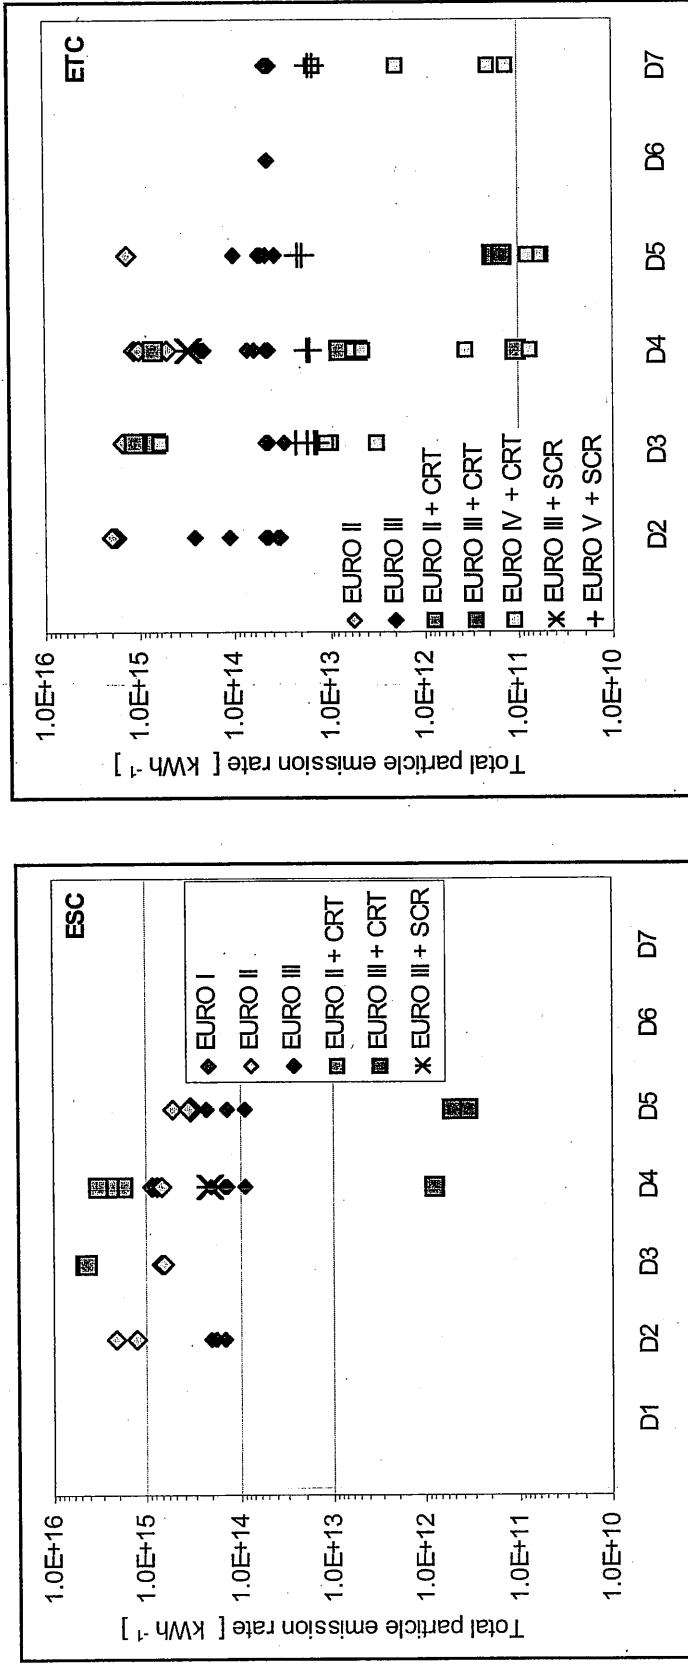 ESC
Total particle emission rate [ kWh⁻¹ ]
1.0E+16
1.0E+15
1.0E+14
1.0E+13
1.0E+12
1.0E+11
1.0E+10
EURO I
EURO II
EURO III
EURO II + CRT
EURO III + CRT
EURO III + SCR
D1 D2 D3 D4 D5 D6 D7
ETC
Total particle emission rate [ kWh⁻¹ ]
1.0E+16
1.0E+15
1.0E+14
1.0E+13
1.0E+12
1.0E+11
1.0E+10
EURO II
EURO III
EURO II + CRT
EURO III + CRT
EURO IV + CRT
EURO III + SCR
EURO V + SCR
D2 D3 D4 D5 D6 D7